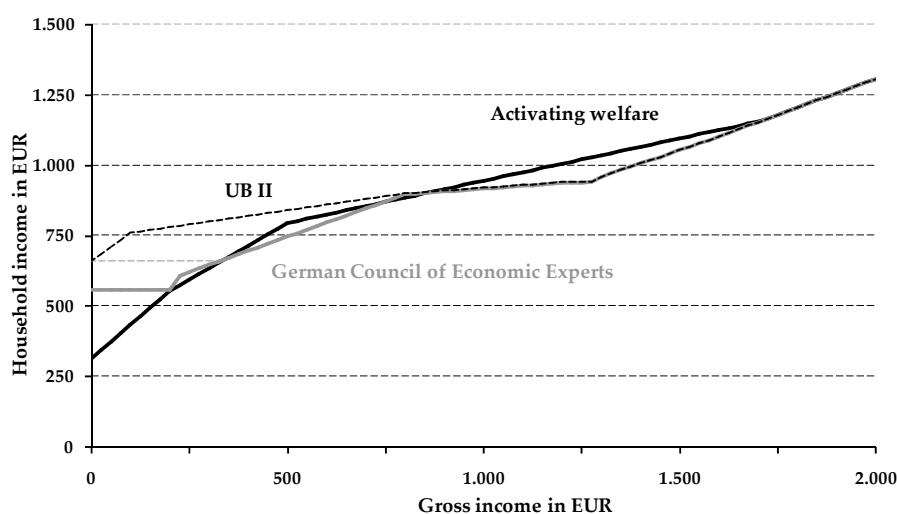 1.500
1.250
1.000
750
500
250
0
Household income in EUR
Activating welfare
UB II
German Council of Economic Experts
0
500
1.000
1.500
2.000
Gross income in EUR